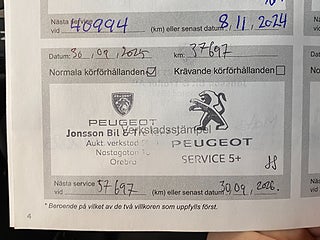 Nästa service
vid 40994 (km) eller senast datum 8.11.2024
Datum: 30.09.2025 km: 37697
Normala körförhållanden ☑ Krävande körförhållanden ☐
PEUGEOT
Jonsson Bil
Verkstadsstämpel
Aukt. verkstad
PEUGEOT
Nastagatan
SERVICE 5+
Örebro
Nästa service
vid 57697 (km) eller senast datum 30.09.2026.
* Beroende på vilket av de två villkoren som uppfylls först.
4